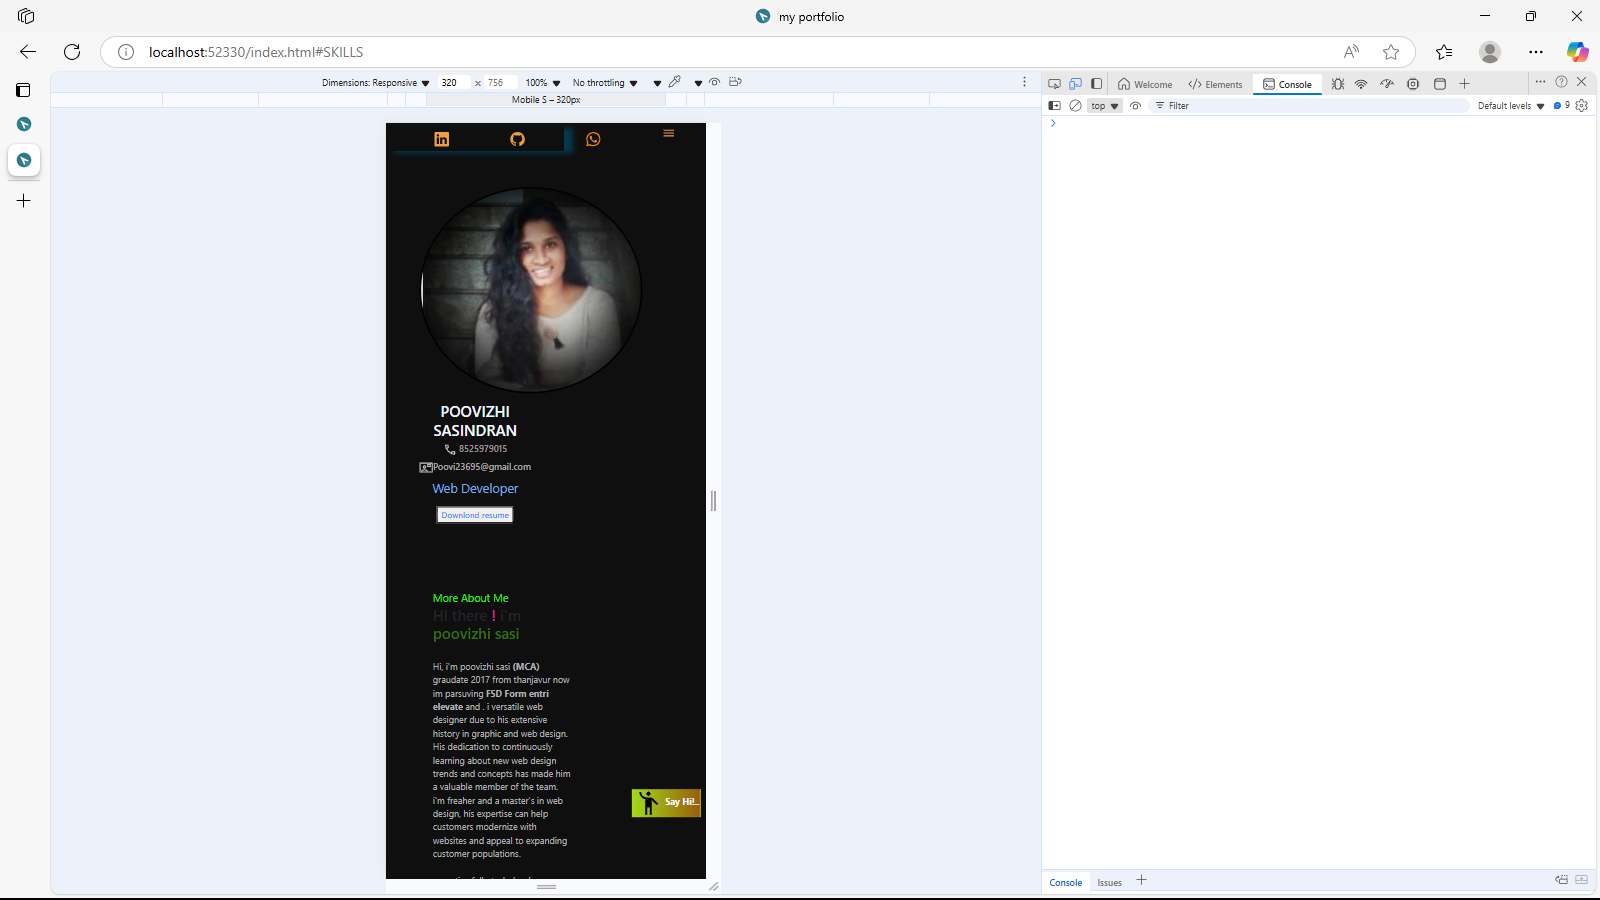 my portfolio
localhost:52330/index.html#SKILLS
Dimensions: Responsive 320 × 756 100% No throttling
Mobile S – 320px
Welcome Elements Console
top Filter Default levels 9
POOVIZHI
SASINDRAN
8525979015
Poovi23695@gmail.com
Web Developer
Downlond resume
More About Me
Hi there ! i'm
poovizhi sasi
Hi, i'm poovizhi sasi (MCA)
graudate 2017 from thanjavur now
im parsuving FSD Form entri
elevate and . i versatile web
designer due to his extensive
history in graphic and web design.
His dedication to continuously
learning about new web design
trends and concepts has made him
a valuable member of the team.
i'm freaher and a master's in web
design, his expertise can help
customers modernize with
websites and appeal to expanding
customer populations.
Say Hi!..
Console Issues